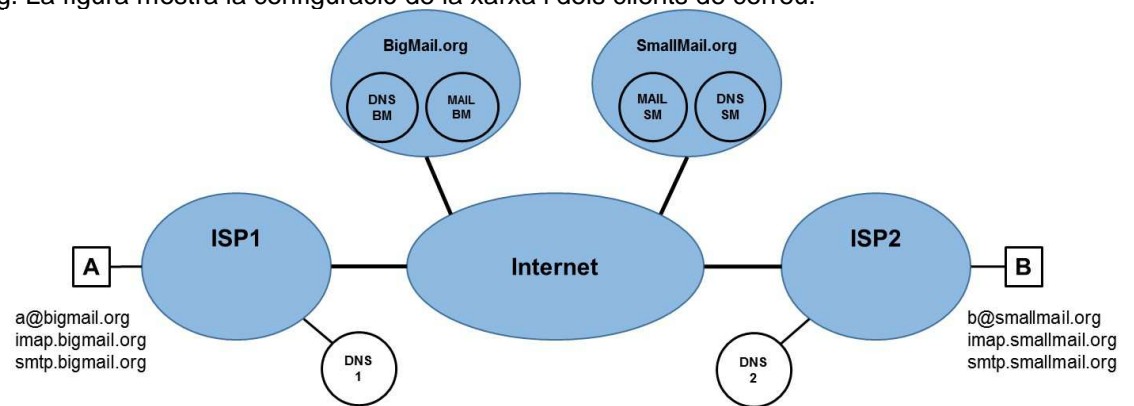 g. La figura mostra la configuració de la xarxa i dels clients de correu.
BigMail.org
SmallMail.org
DNS
BM
MAIL
BM
MAIL
SM
DNS
SM
ISP1
ISP2
Internet
A
B
a@bigmail.org
imap.bigmail.org
smtp.bigmail.org
b@smallmail.org
imap.smallmail.org
smtp.smallmail.org
DNS
1
DNS
2